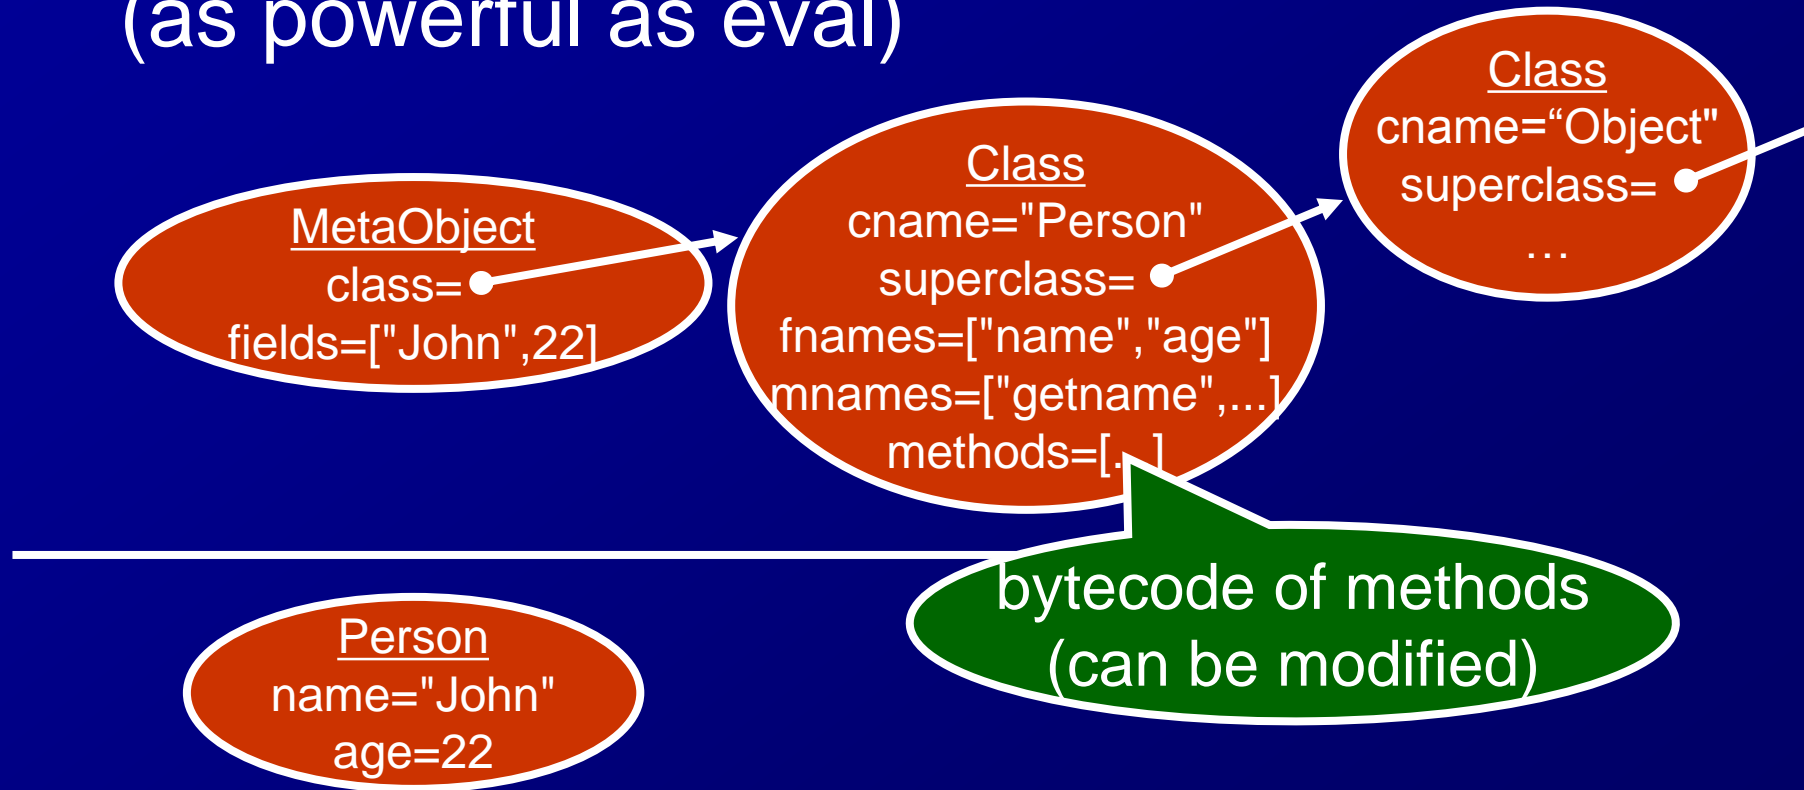 (as powerful as eval)
MetaObject
class=
fields=["John",22]
Class
cname="Person"
superclass=
fnames=["name","age"]
mnames=["getname",...]
methods=[...]
Class
cname=“Object"
superclass=
…
bytecode of methods
(can be modified)
Person
name="John"
age=22